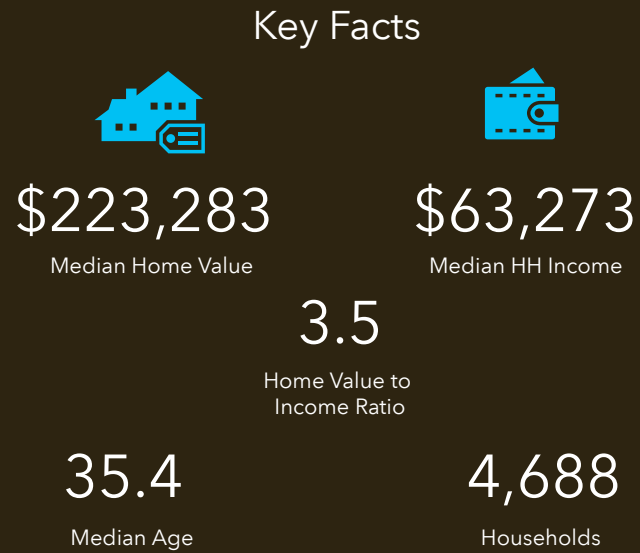 Key Facts
$223,283
Median Home Value
$63,273
Median HH Income
3.5
Home Value to
Income Ratio
35.4
Median Age
4,688
Households